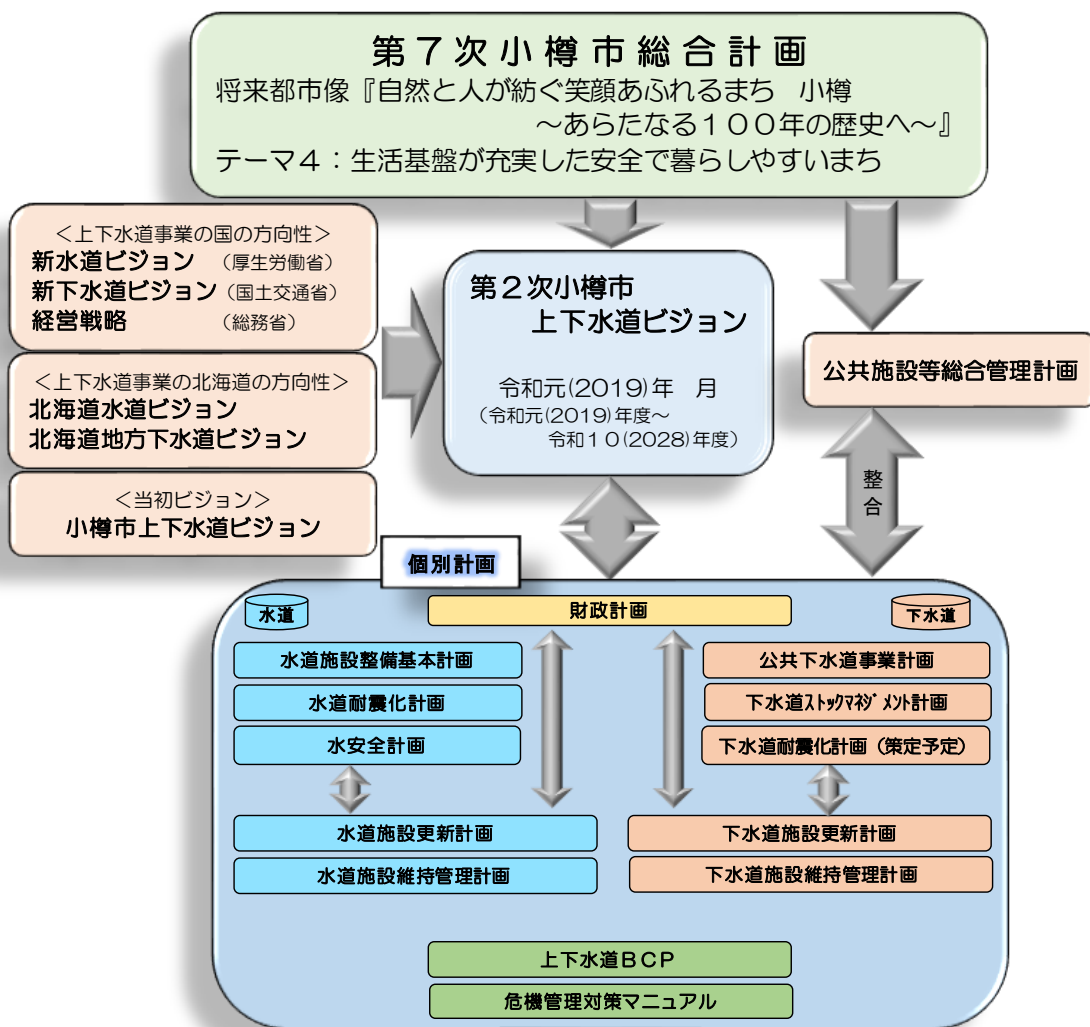 第７次小樽市総合計画
将来都市像『自然と人が紡ぐ笑顔あふれるまち　小樽
～あらたなる１００年の歴史へ～』
テーマ４：生活基盤が充実した安全で暮らしやすいまち
＜上下水道事業の国の方向性＞
新水道ビジョン　（厚生労働省）
新下水道ビジョン（国土交通省）
経営戦略　（総務省）
＜上下水道事業の北海道の方向性＞
北海道水道ビジョン
北海道地方下水道ビジョン
＜当初ビジョン＞
小樽市上下水道ビジョン
第２次小樽市
上下水道ビジョン
令和元(2019)年　月
（令和元(2019)年度～
令和１０(2028)年度）
公共施設等総合管理計画
整合
個別計画
水道
財政計画
下水道
水道施設整備基本計画
水道耐震化計画
水安全計画
公共下水道事業計画
下水道ｽﾄｯｸﾏﾈｼﾞﾒﾝﾄ計画
下水道耐震化計画（策定予定）
水道施設更新計画
水道施設維持管理計画
下水道施設更新計画
下水道施設維持管理計画
上下水道ＢＣＰ
危機管理対策マニュアル